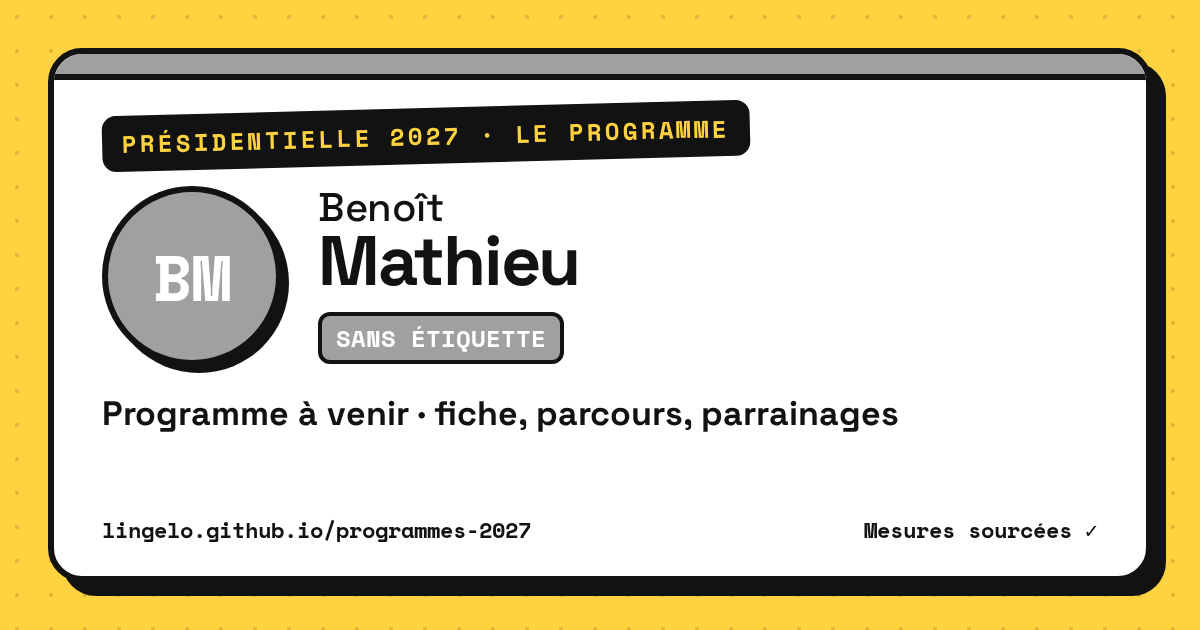 PRÉSIDENTIELLE 2027 · LE PROGRAMME
BM
Benoît
Mathieu
SANS ÉTIQUETTE
Programme à venir · fiche, parcours, parrainages
lingelo.github.io/programmes-2027
Mesures sourcées ✓